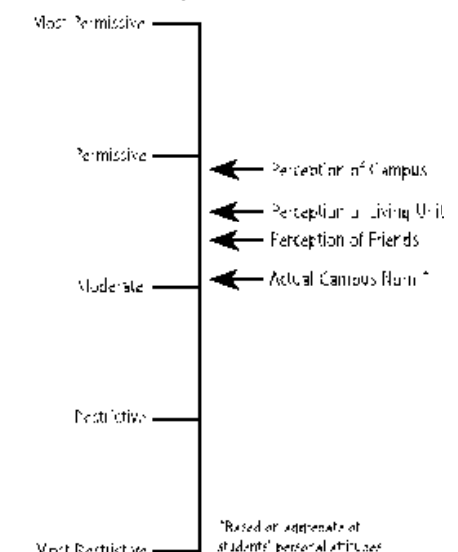 Most Permissive
Permissive
Perception of Campus
Perception of Living Unit
Perception of Friends
Actual Campus Norm *
Moderate
Restrictive
*Based on aggregate of
students' personal attitudes
Most Restrictive